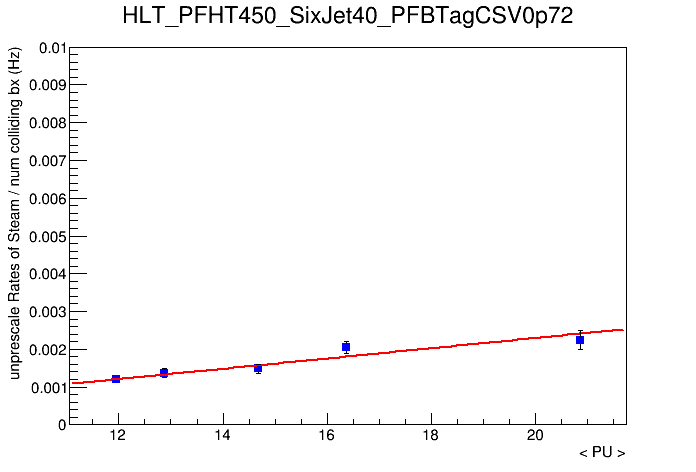 HLT_PFHT450_SixJet40_PFBTagCSV0p72
unprescale Rates of Steam / num colliding bx (Hz)
0.01
0.009
0.008
0.007
0.006
0.005
0.004
0.003
0.002
0.001
0
12 14 16 18 20
< PU >